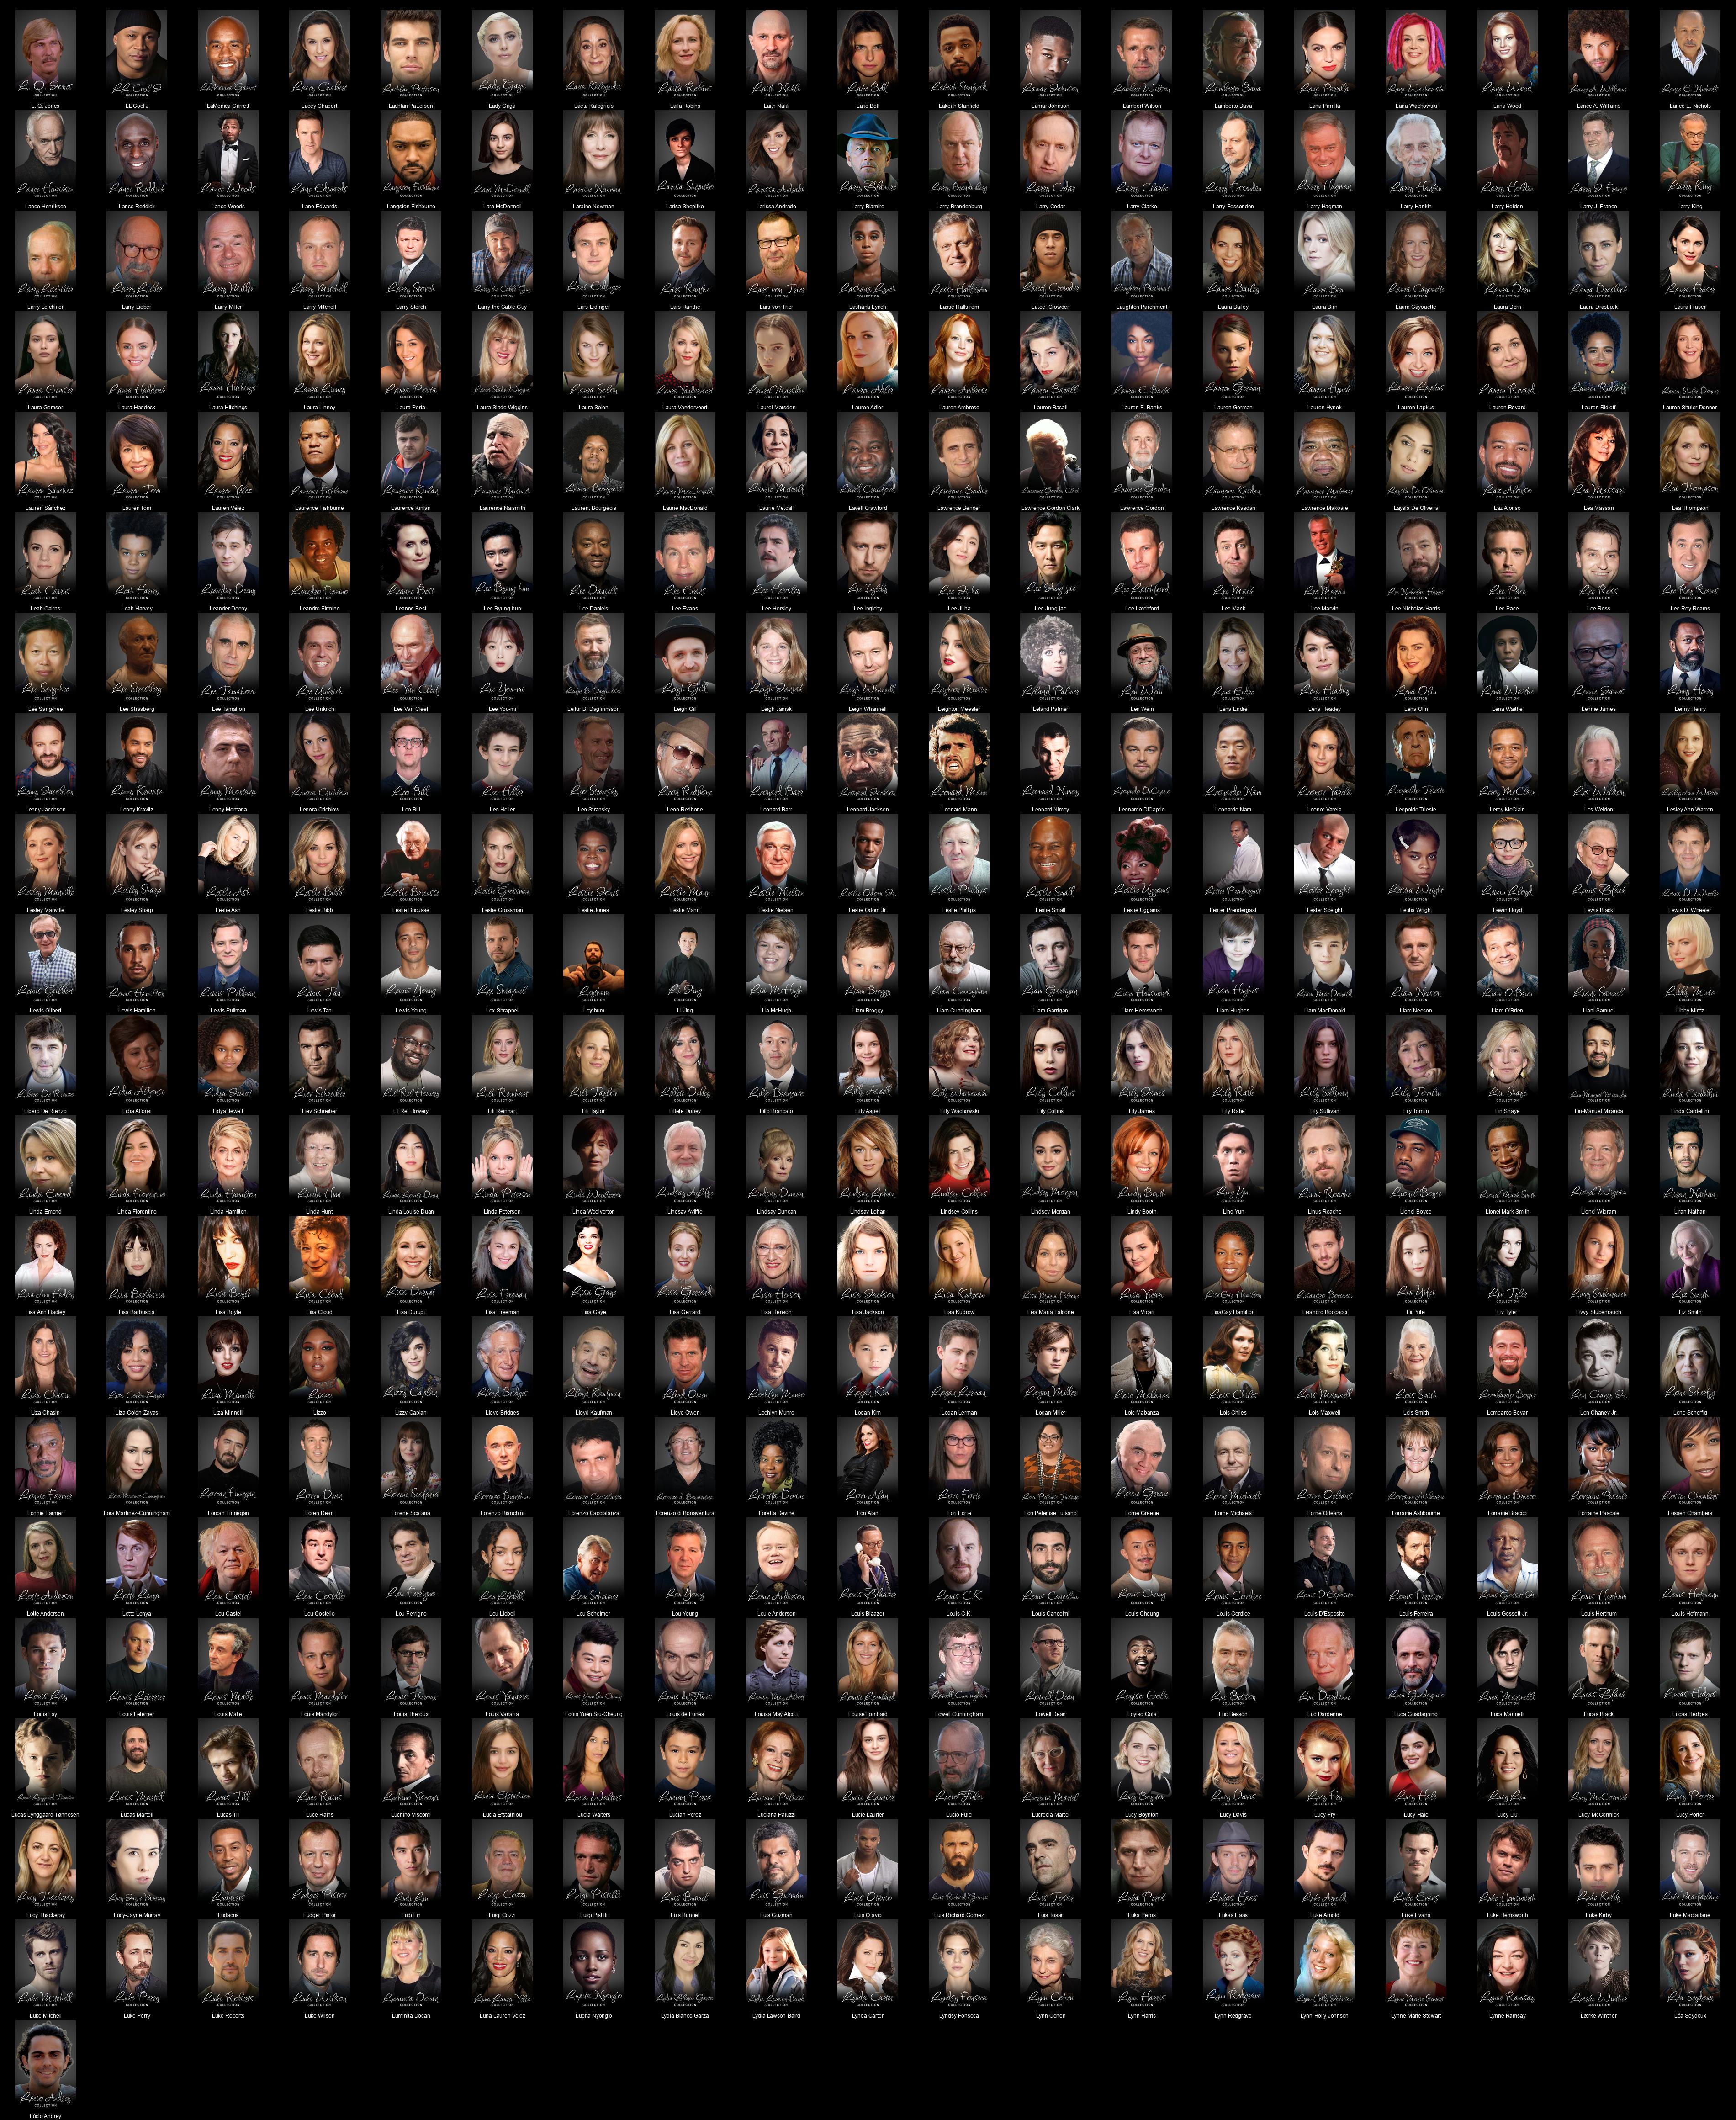 L. Q. Jones LL Cool J LaMonica Garrett Lacey Chabert Lachlan Patterson Lady Gaga Laeta Kalogridis Laila Robins Laith Nakli Lake Bell Lakeith Stanfield Lamar Johnson Lambert Wilson Lamberto Bava Lana Parrilla Lana Wachowski Lana Wood Lance A. Williams Lance E. Nichols
Lance Henriksen Lance Reddick Lance Woods Lane Edwards Langston Fishburne Lara McDonnell Laraine Newman Larisa Shepitko Larissa Andrade Larry Blamire Larry Brandenburg Larry Cedar Larry Clarke Larry Fessenden Larry Hagman Larry Hankin Larry Holden Larry J. Franco Larry King
Larry Leichliter Larry Lieber Larry Miller Larry Mitchell Larry Storch Larry the Cable Guy Lars Eidinger Lars Ranthe Lars von Trier Lashana Lynch Lasse Hallström Lateef Crowder Laughton Parchment Laura Bailey Laura Birn Laura Cayouette Laura Dern Laura Drasbæk Laura Fraser
Laura Gemser Laura Haddock Laura Hitchings Laura Linney Laura Porta Laura Slade Wiggins Laura Solon Laura Vandervoort Laurel Marsden Lauren Adler Lauren Ambrose Lauren Bacall Lauren E. Banks Lauren German Lauren Hynek Lauren Lapkus Lauren Revard Lauren Ridloff Lauren Shuler Donner
Lauren Sánchez Lauren Tom Lauren Vélez Laurence Fishburne Laurence Kinlan Laurence Naismith Laurent Bourgeois Laurie MacDonald Laurie Metcalf Lavell Crawford Lawrence Bender Lawrence Gordon Clark Lawrence Gordon Lawrence Kasdan Lawrence Makoare Laysla De Oliveira Laz Alonso Lea Massari Lea Thompson
Leah Cairns Leah Harvey Leander Deeny Leandro Firmino Leanne Best Lee Byung-hun Lee Daniels Lee Evans Lee Horsley Lee Ingleby Lee Ji-ha Lee Jung-jae Lee Latchford Lee Mack Lee Marvin Lee Nicholas Harris Lee Pace Lee Ross Lee Roy Reams
Lee Sang-hee Lee Strasberg Lee Tamahori Lee Unkrich Lee Van Cleef Lee You-mi Leifur B. Dagfinnsson Leigh Gill Leigh Janiak Leigh Whannell Leighton Meester Leland Palmer Len Wein Lena Endre Lena Headey Lena Olin Lena Waithe Lennie James Lenny Henry
Lenny Jacobson Lenny Kravitz Lenny Montana Lenora Crichlow Leo Bill Leo Heller Leo Stransky Leon Redbone Leonard Barr Leonard Jackson Leonard Mann Leonard Nimoy Leonardo DiCaprio Leonardo Nam Leonor Varela Leopoldo Trieste Leroy McClain Les Weldon Lesley Ann Warren
Lesley Manville Lesley Sharp Leslie Ash Leslie Bibb Leslie Bricusse Leslie Grossman Leslie Jones Leslie Mann Leslie Nielsen Leslie Odom Jr. Leslie Phillips Leslie Small Leslie Uggams Lester Prendergast Lester Speight Letitia Wright Lewin Lloyd Lewis Black Lewis D. Wheeler
Lewis Gilbert Lewis Hamilton Lewis Pullman Lewis Tan Lewis Young Lex Shrapnel Leythum Li Jing Lia McHugh Liam Broggy Liam Cunningham Liam Garrigan Liam Hemsworth Liam Hughes Liam MacDonald Liam Neeson Liam O'Brien Liani Samuel Libby Mintz
Libero De Rienzo Lidia Alfonsi Lidya Jewett Liev Schreiber Lil Rel Howery Lili Reinhart Lili Taylor Lillete Dubey Lillo Brancato Lilly Aspell Lilly Wachowski Lily Collins Lily James Lily Rabe Lily Sullivan Lily Tomlin Lin Shaye Lin-Manuel Miranda Linda Cardellini
Linda Emond Linda Fiorentino Linda Hamilton Linda Hunt Linda Louise Duan Linda Petersen Linda Woolverton Lindsay Ayliffe Lindsay Duncan Lindsay Lohan Lindsey Collins Lindsey Morgan Lindy Booth Ling Yun Linus Roache Lionel Boyce Lionel Mark Smith Lionel Wigram Liran Nathan
Lisa Ann Hadley Lisa Barbuscia Lisa Boyle Lisa Cloud Lisa Durupt Lisa Freeman Lisa Gaye Lisa Gerrard Lisa Henson Lisa Jackson Lisa Kudrow Lisa Maria Falcone Lisa Vicari LisaGay Hamilton Lisandro Boccacci Liu Yifei Liv Tyler Livvy Stubenrauch Liz Smith
Liza Chasin Liza Colón-Zayas Liza Minnelli Lizzo Lizzy Caplan Lloyd Bridges Lloyd Kaufman Lloyd Owen Lochlyn Munro Logan Kim Logan Lerman Logan Miller Loic Mabanza Lois Chiles Lois Maxwell Lois Smith Lombardo Boyar Lon Chaney Jr. Lone Scherfig
Lonnie Farmer Lora Martinez-Cunningham Lorcan Finnegan Loren Dean Lorene Scafaria Lorenzo Bianchini Lorenzo Caccialanza Lorenzo di Bonaventura Loretta Devine Lori Alan Lori Forte Lori Pelenise Tuisano Lorne Greene Lorne Michaels Lorne Orleans Lorraine Ashbourne Lorraine Bracco Lorraine Pascale Lossen Chambers
Lotte Andersen Lotte Lenya Lou Castel Lou Costello Lou Ferrigno Lou Llobell Lou Scheimer Lou Young Louie Anderson Louis Blaazer Louis C.K. Louis Cancelmi Louis Cheung Louis Cordice Louis D'Esposito Louis Ferreira Louis Gossett Jr. Louis Herthum Louis Hofmann
Louis Lay Louis Leterrier Louis Malle Louis Mandylor Louis Theroux Louis Vanaria Louis Yuen Siu-Cheung Louis de Funès Louisa May Alcott Louise Lombard Lowell Cunningham Lowell Dean Loyiso Gola Luc Besson Luc Dardenne Luca Guadagnino Luca Marinelli Lucas Black Lucas Hedges
Lucas Lynggaard Tønnesen Lucas Martell Lucas Till Luce Rains Luchino Visconti Lucia Efstathiou Lucia Walters Lucian Perez Luciana Paluzzi Lucie Laurier Lucio Fulci Lucrecia Martel Lucy Boynton Lucy Davis Lucy Fry Lucy Hale Lucy Liu Lucy McCormick Lucy Porter
Lucy Thackeray Lucy-Jayne Murray Ludacris Ludger Pistor Ludi Lin Luigi Cozzi Luigi Pistilli Luis Buñuel Luis Guzmán Luis Otávio Luis Richard Gomez Luis Tosar Luka Peroš Lukas Haas Luke Arnold Luke Evans Luke Hemsworth Luke Kirby Luke Macfarlane
Luke Mitchell Luke Perry Luke Roberts Luke Wilson Luminita Docan Luna Lauren Velez Lupita Nyong'o Lydia Blanco Garza Lydia Lawson-Baird Lynda Carter Lyndsy Fonseca Lynn Cohen Lynn Harris Lynn Redgrave Lynn-Holly Johnson Lynne Marie Stewart Lynne Ramsay Lærke Winther Léa Seydoux
Lúcio Andrey